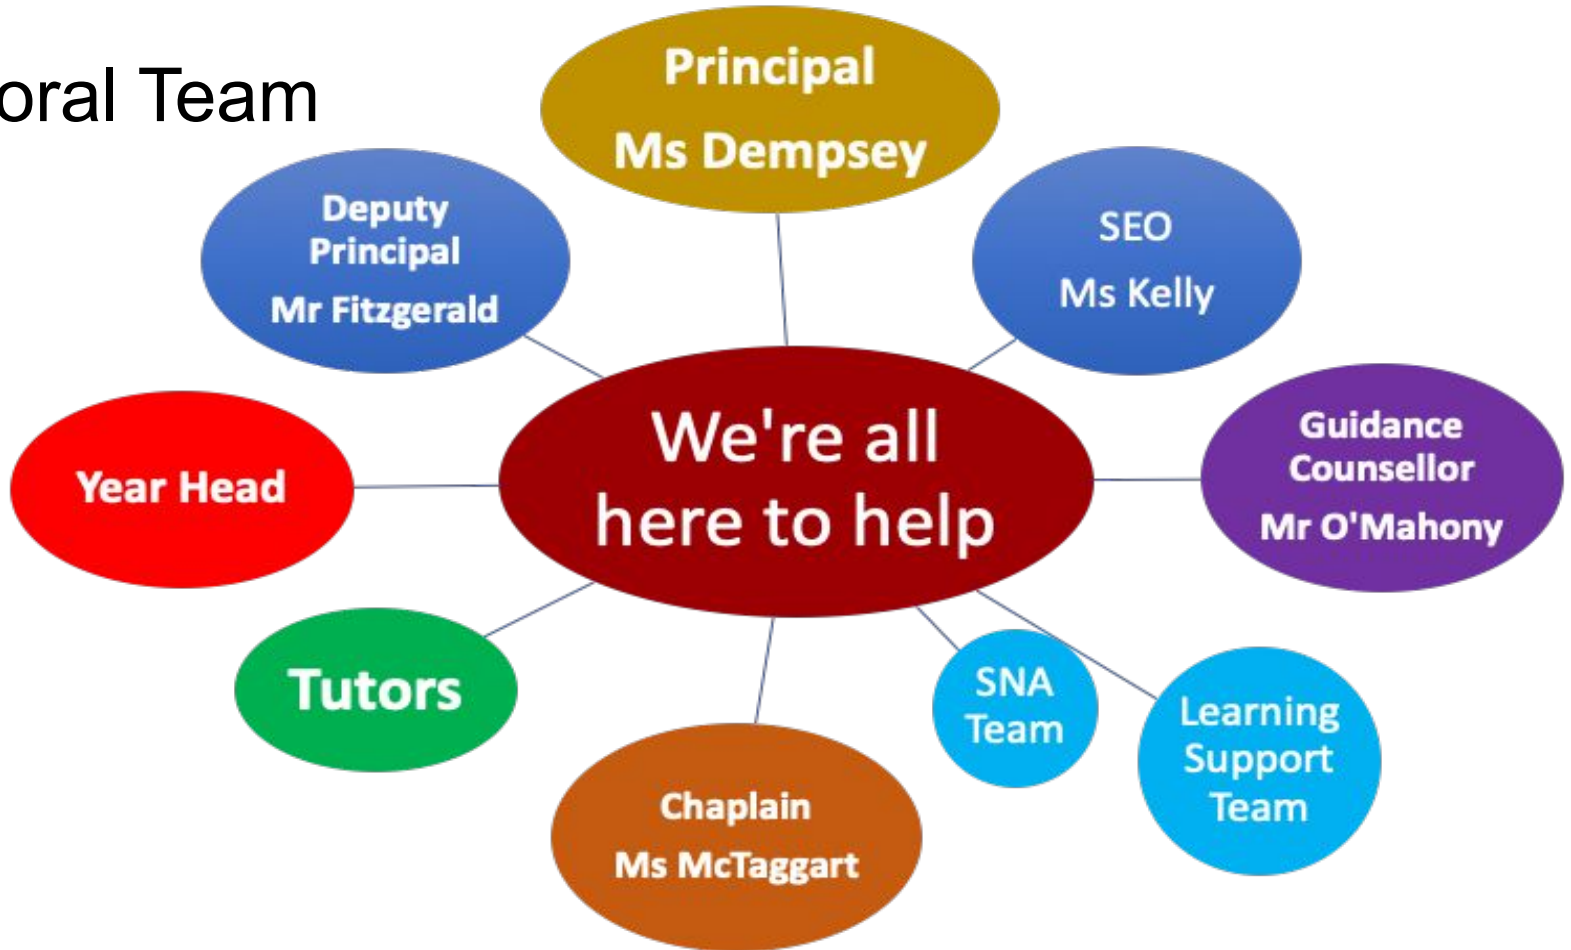 oral Team
Principal
Ms Dempsey
Deputy
Principal
Mr Fitzgerald
SEO
Ms Kelly
Year Head
We're all
here to help
Guidance
Counsellor
Mr O'Mahony
Tutors
SNA
Team
Learning
Support
Team
Chaplain
Ms McTaggart